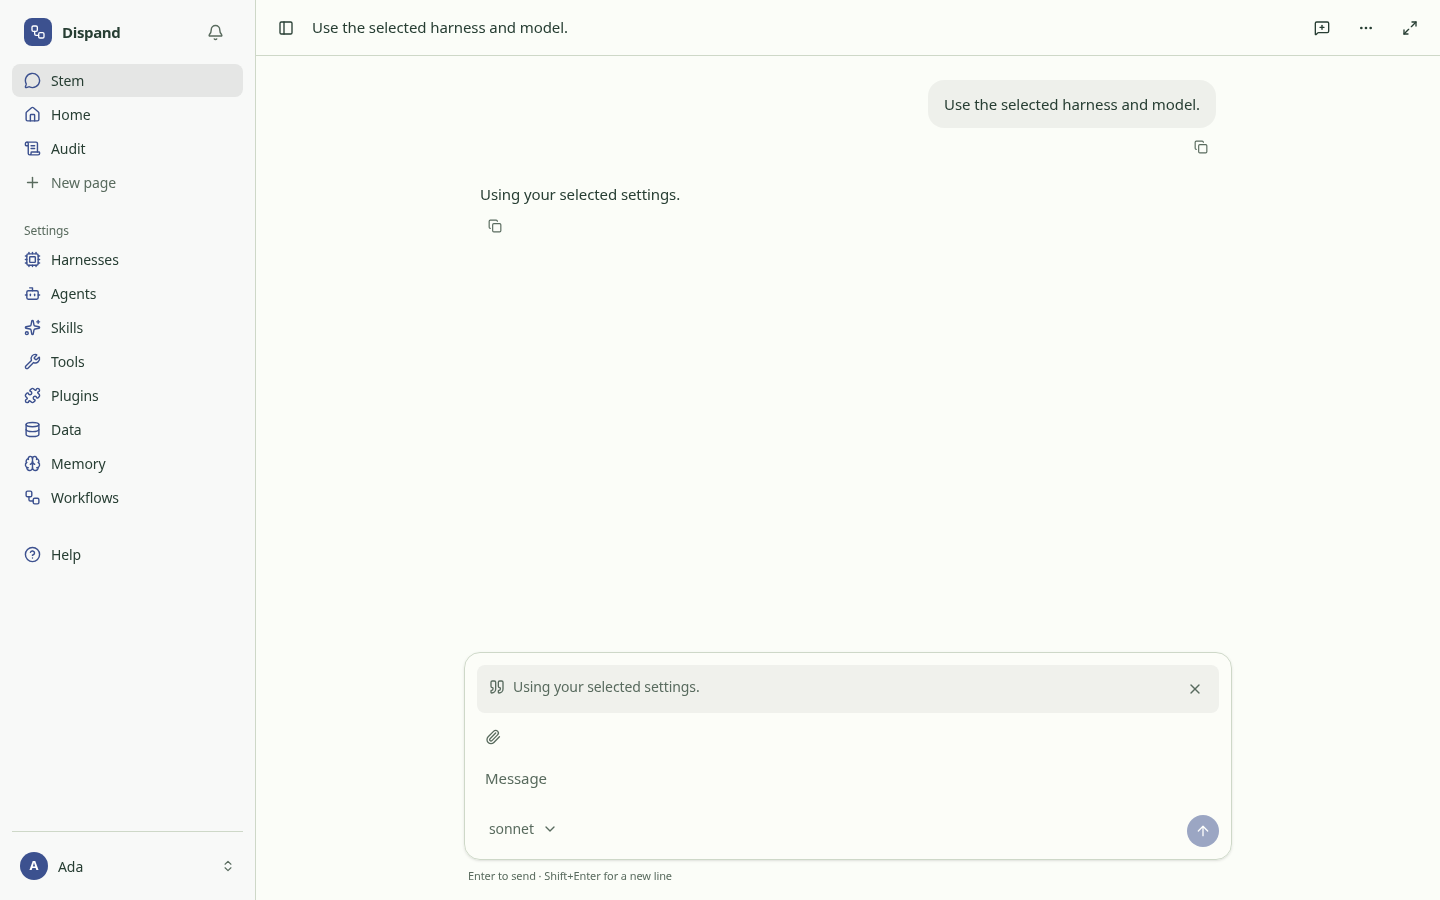 Dispand
Stem
Home
Audit
New page
Settings
Harnesses
Agents
Skills
Tools
Plugins
Data
Memory
Workflows
Help
A
Ada
Use the selected harness and model.
Use the selected harness and model.
Using your selected settings.
Using your selected settings.
Message
sonnet
Enter to send · Shift+Enter for a new line